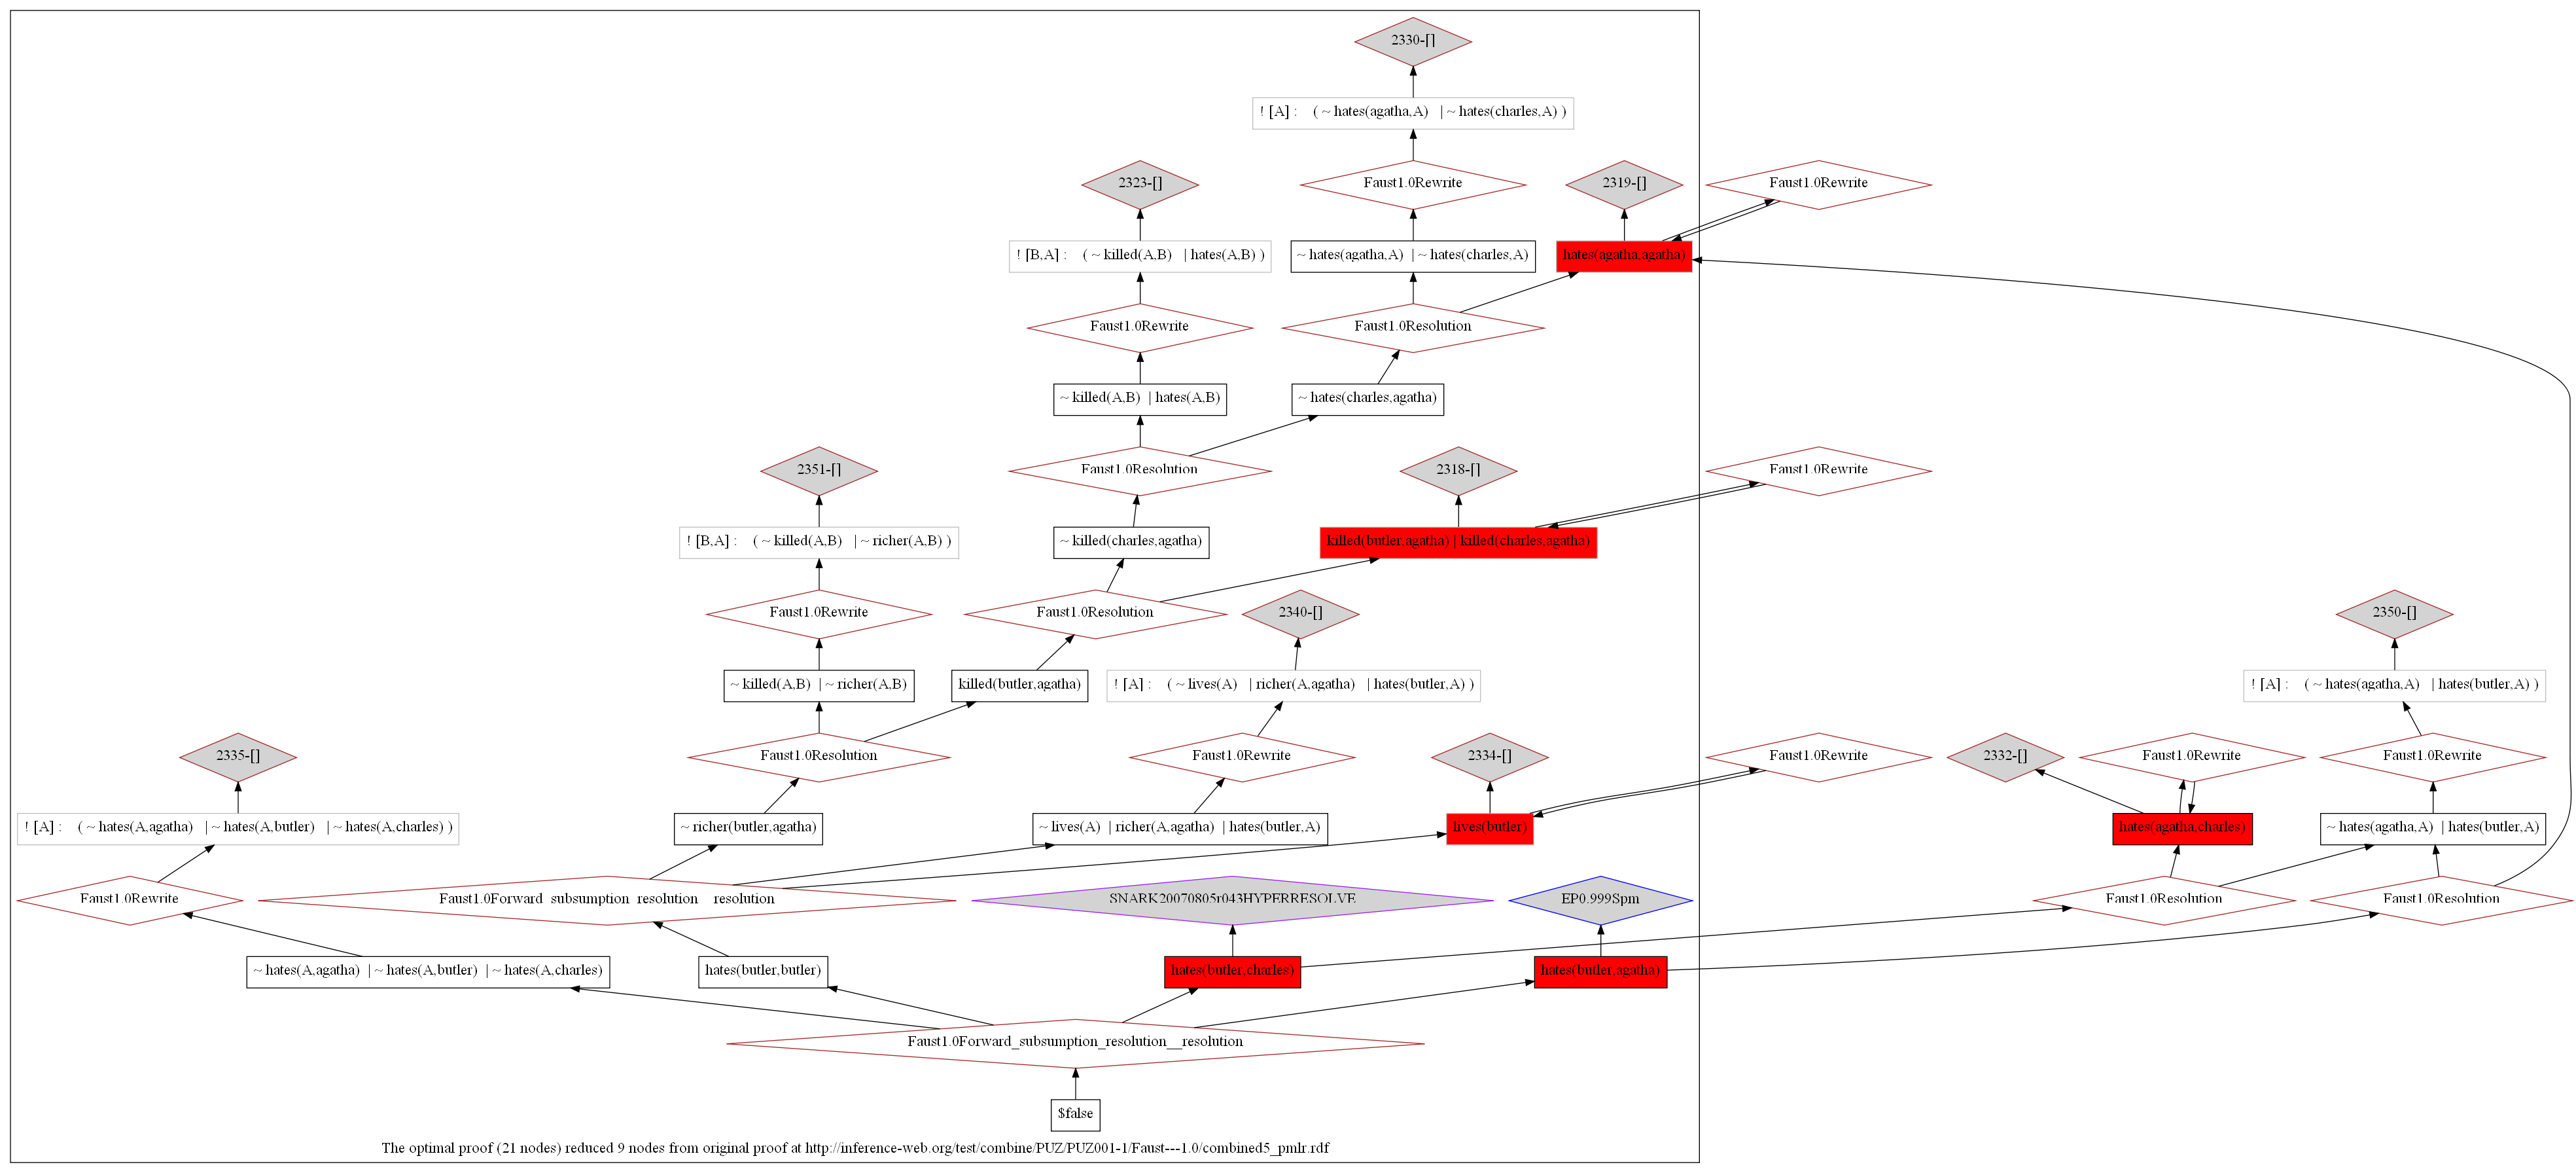 2330-[]
! [A] : ( ~ hates(agatha,A) | ~ hates(charles,A) )
2323-[]
Faust1.0Rewrite
2319-[]
Faust1.0Rewrite
! [B,A] : ( ~ killed(A,B) | hates(A,B) )
~ hates(agatha,A) | ~ hates(charles,A)
hates(agatha,agatha)
Faust1.0Rewrite
Faust1.0Resolution
~ killed(A,B) | hates(A,B)
~ hates(charles,agatha)
2351-[]
Faust1.0Resolution
2318-[]
Faust1.0Rewrite
! [B,A] : ( ~ killed(A,B) | ~ richer(A,B) )
~ killed(charles,agatha)
killed(butler,agatha) | killed(charles,agatha)
Faust1.0Rewrite
Faust1.0Resolution
2340-[]
2350-[]
~ killed(A,B) | ~ richer(A,B)
killed(butler,agatha)
! [A] : ( ~ lives(A) | richer(A,agatha) | hates(butler,A) )
! [A] : ( ~ hates(agatha,A) | hates(butler,A) )
2335-[]
Faust1.0Resolution
Faust1.0Rewrite
2334-[]
Faust1.0Rewrite
2332-[]
Faust1.0Rewrite
Faust1.0Rewrite
! [A] : ( ~ hates(A,agatha) | ~ hates(A,butler) | ~ hates(A,charles) )
~ richer(butler,agatha)
~ lives(A) | richer(A,agatha) | hates(butler,A)
lives(butler)
hates(agatha,charles)
~ hates(agatha,A) | hates(butler,A)
Faust1.0Rewrite
Faust1.0Forward_subsumption_resolution__resolution
SNARK20070805r043HYPERRESOLVE
EP0.999Spm
Faust1.0Resolution
Faust1.0Resolution
~ hates(A,agatha) | ~ hates(A,butler) | ~ hates(A,charles)
hates(butler,butler)
hates(butler,charles)
hates(butler,agatha)
Faust1.0Forward_subsumption_resolution__resolution
$false
The optimal proof (21 nodes) reduced 9 nodes from original proof at http://inference-web.org/test/combine/PUZ/PUZ001-1/Faust---1.0/combined5_pmlr.rdf